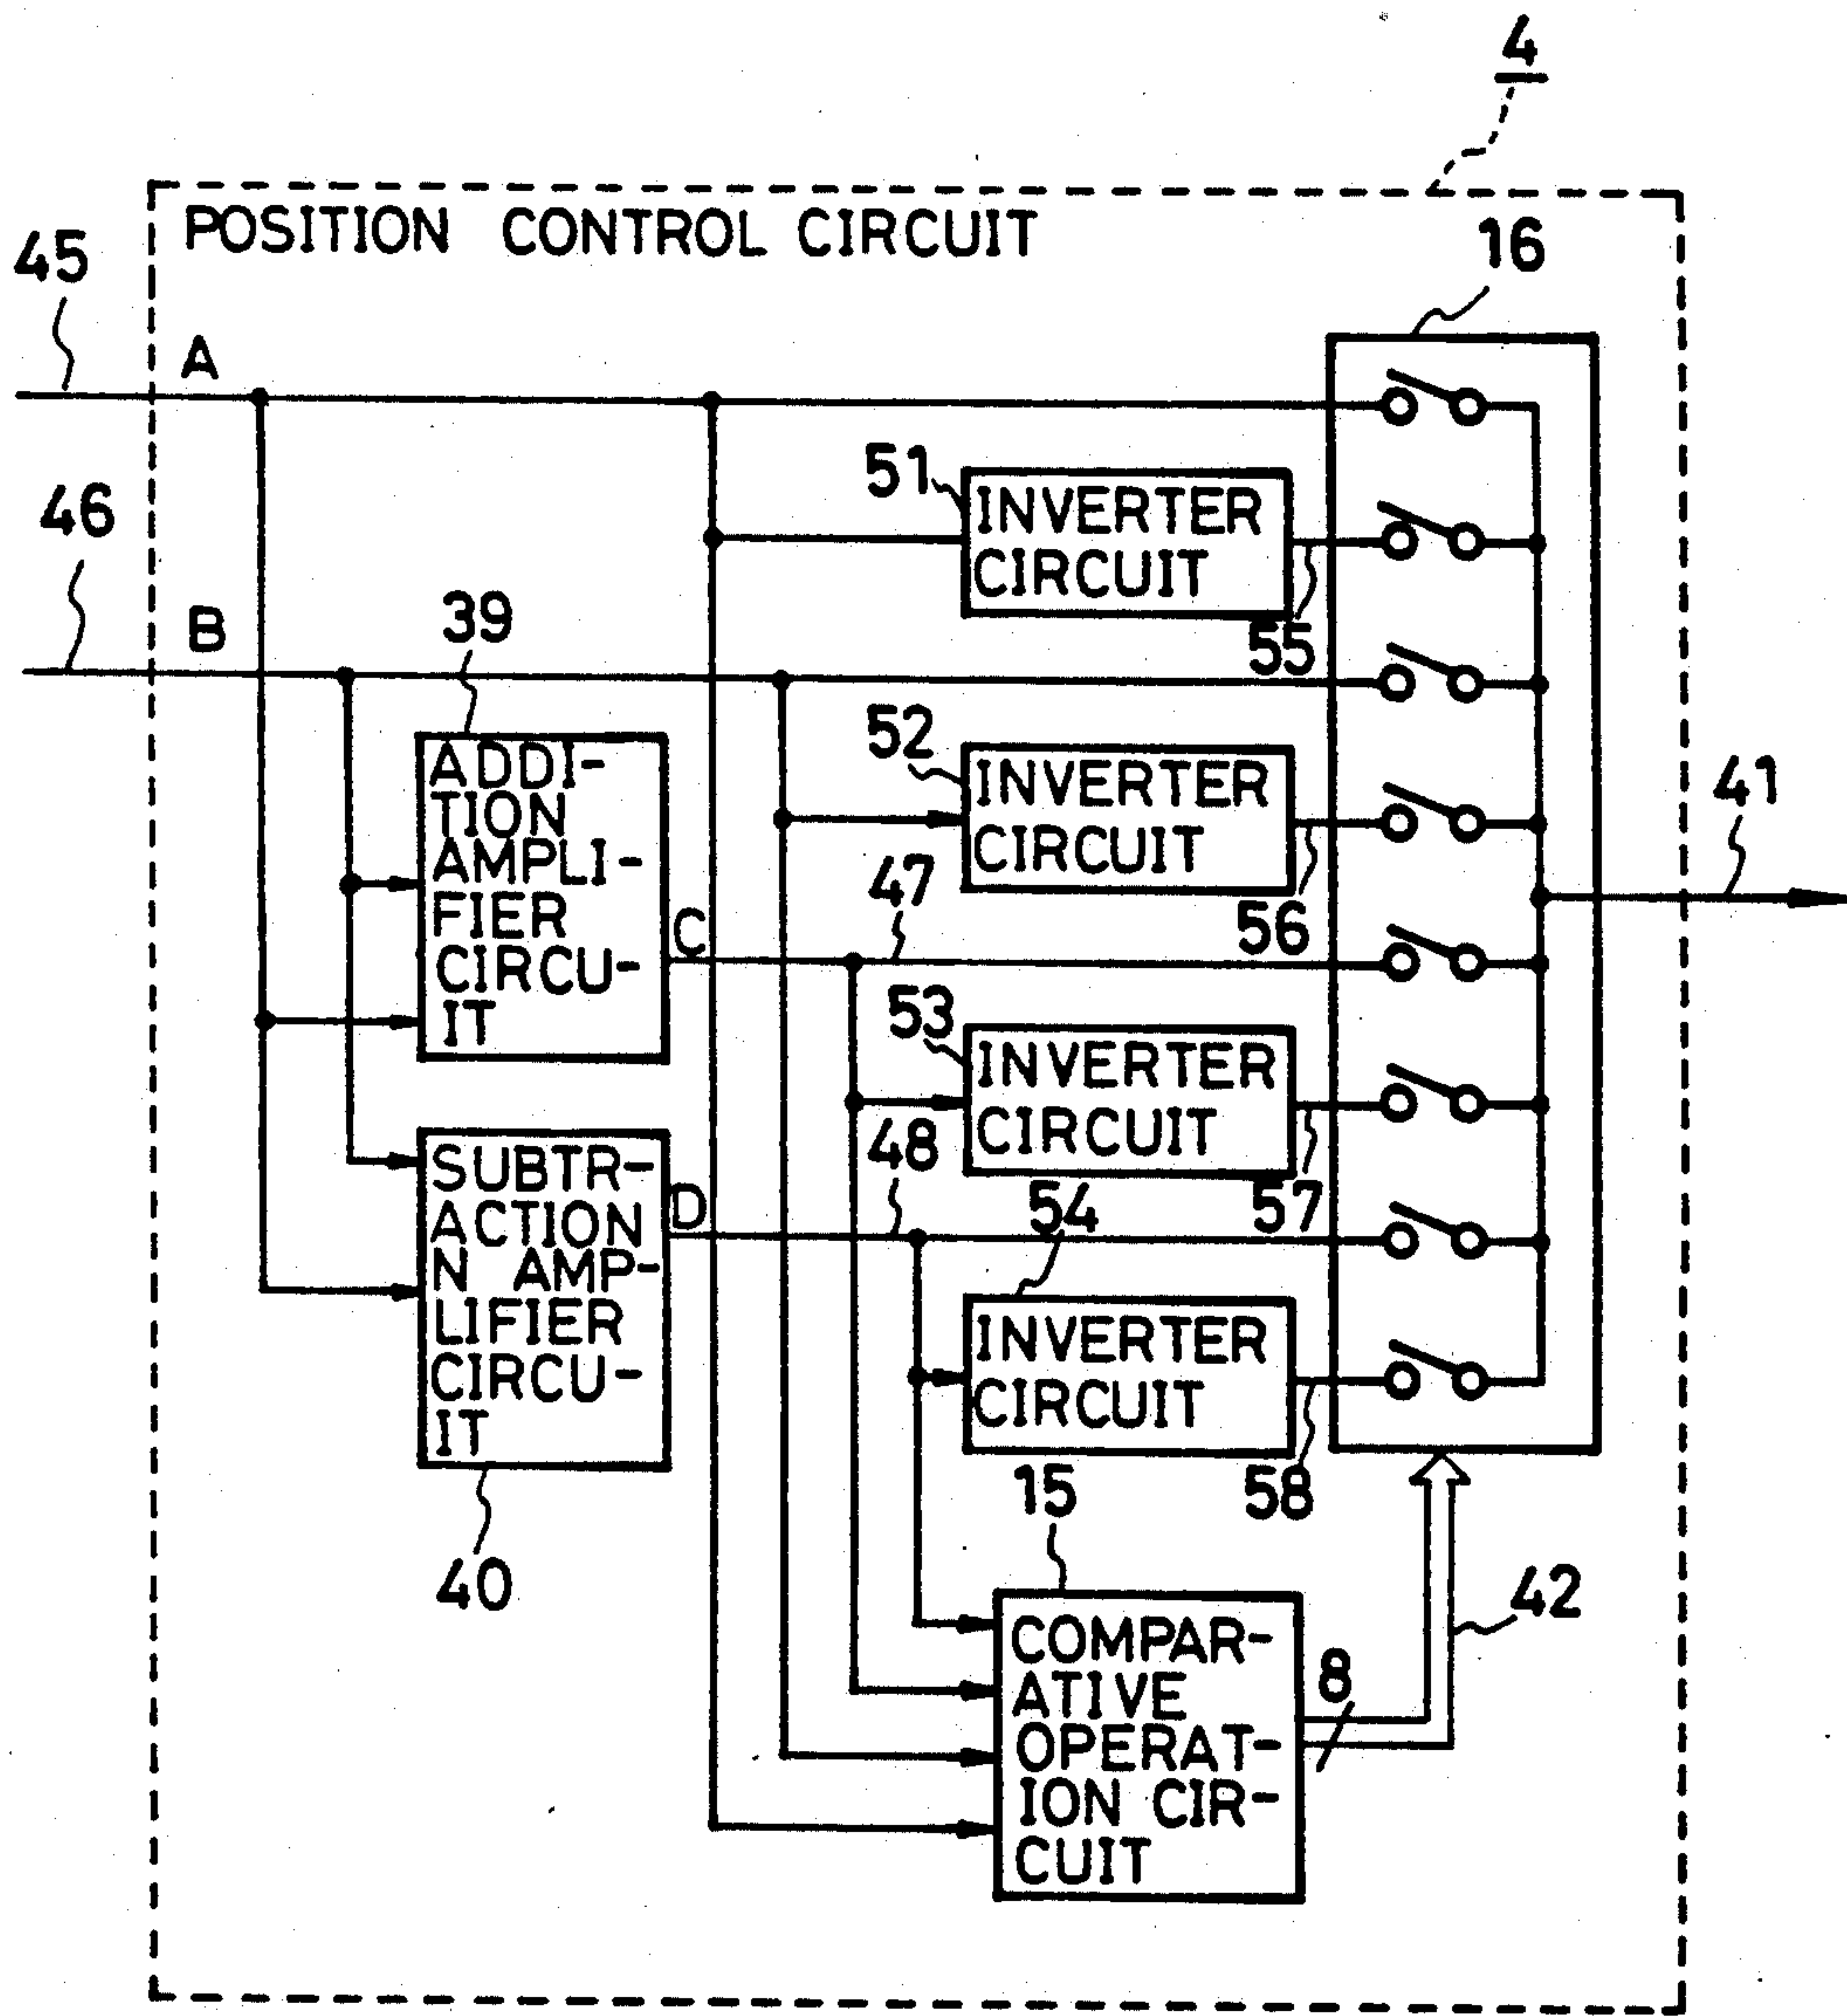 4
POSITION CONTROL CIRCUIT
16
45
A
51
INVERTER
CIRCUIT
46
55
B
39
52
INVERTER
CIRCUIT
ADDI-
TION
AMPLI-
FIER
CIRCU-
IT
41
47
56
C
53
INVERTER
CIRCUIT
48
57
SUBTR-
ACTION
N AMP-
LIFIER
CIRCU-
IT
D
54
INVERTER
CIRCUIT
58
15
40
42
COMPAR-
ATIVE
OPERAT-
ION CIR-
CUIT
8